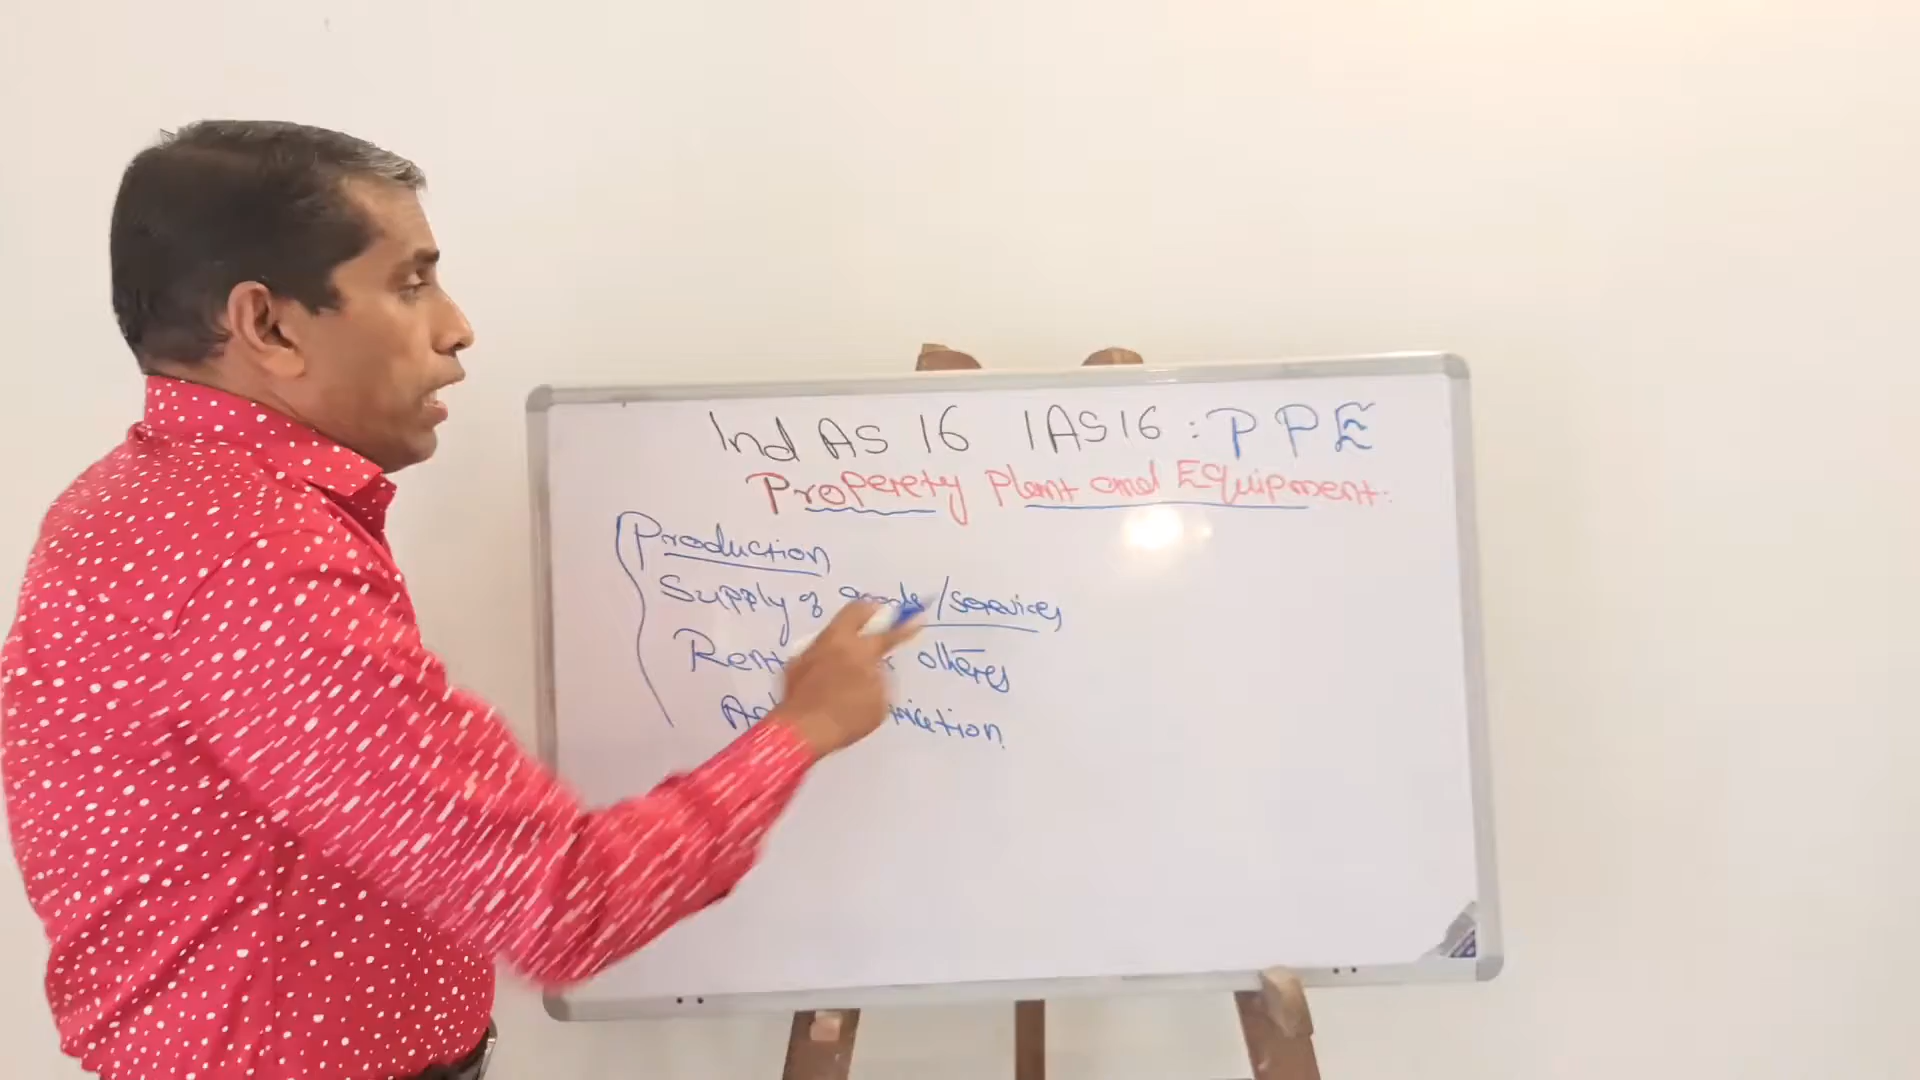 Ind AS 16 IAS16 : PPE
Properety Plant and Equipment:
Production
Supply of goods/services
others